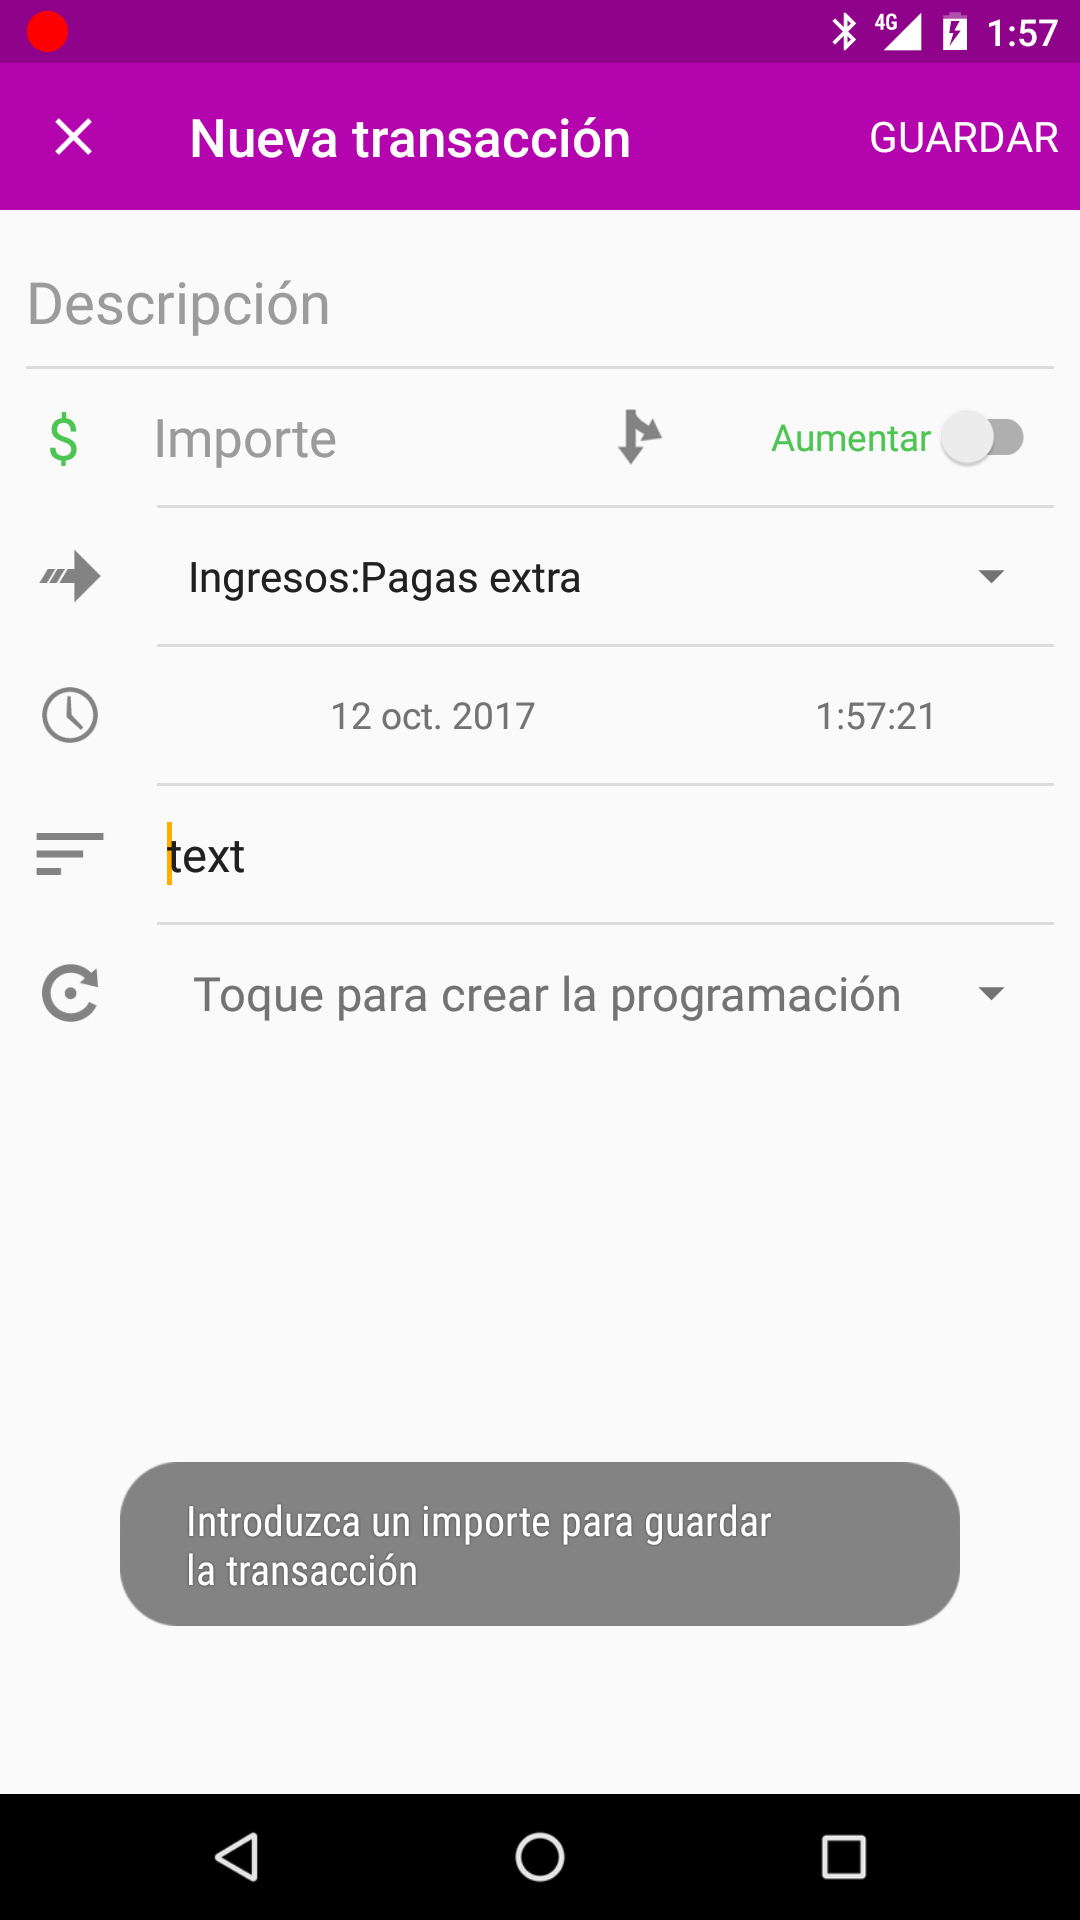 4G 1:57
Nueva transacción GUARDAR
Descripción
$ Importe Aumentar
Ingresos:Pagas extra
12 oct. 2017 1:57:21
text
Toque para crear la programación
Introduzca un importe para guardar
la transacción